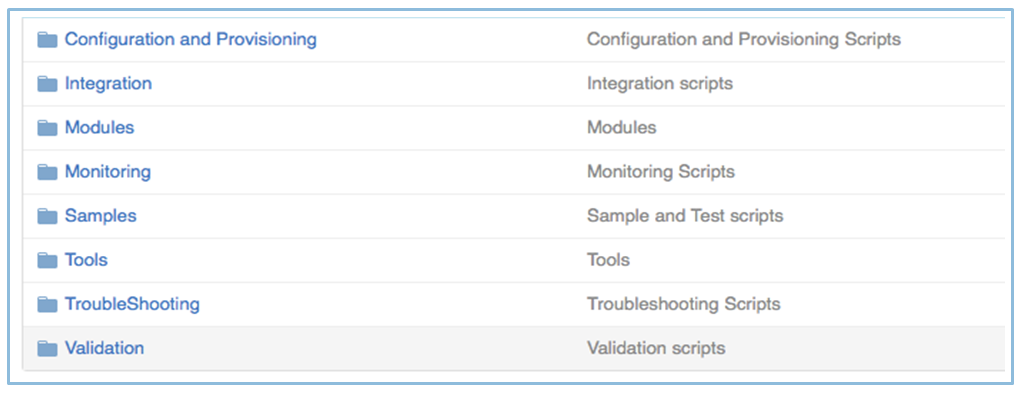 Configuration and Provisioning Configuration and Provisioning Scripts
Integration Integration scripts
Modules Modules
Monitoring Monitoring Scripts
Samples Sample and Test scripts
Tools Tools
TroubleShooting Troubleshooting Scripts
Validation Validation scripts